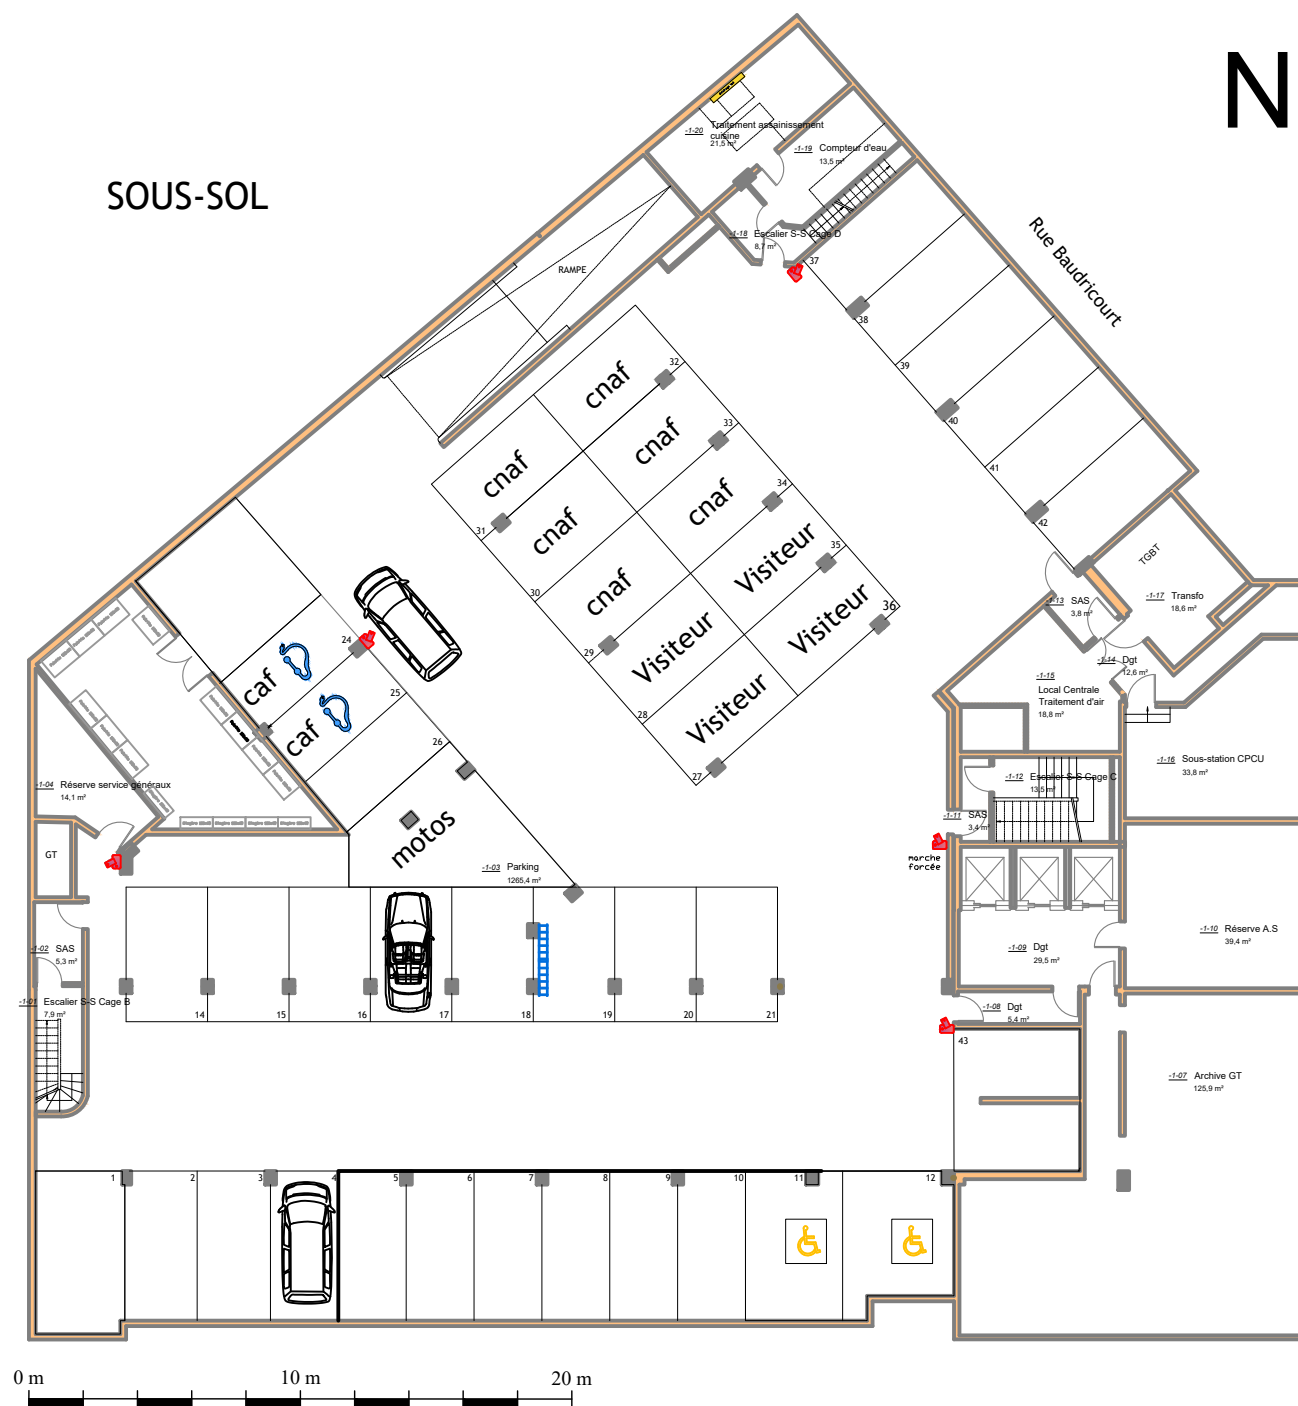 N
SOUS-SOL
Rue Baudricourt
-1-20 Traitement assainissement
cuisine
21,5 m²
-1-19 Compteur d'eau
13,5 m²
-1-18 Escalier S-S Cage D
8,7 m²
RAMPE
37
38
39
40
41
42
cnaf
32
cnaf
33
cnaf
34
Visiteur
35
Visiteur
36
cnaf
31
cnaf
30
cnaf
29
Visiteur
28
Visiteur
27
TGBT
-1-17 Transfo
18,6 m²
-1-13 SAS
3,8 m²
-1-14 Dgt
12,6 m²
-1-15
Local Centrale
Traitement d'air
18,8 m²
-1-16 Sous-station CPCU
33,8 m²
-1-12 Escalier S-S Cage C
13,5 m²
-1-11 SAS
3,4 m²
marche
forcée
24
caf
25
caf
26
motos
-1-04 Réserve service généraux
14,1 m²
GT
-1-03 Parking
1265,4 m²
-1-02 SAS
5,3 m²
-1-01 Escalier S-S Cage B
7,9 m²
14
15
16
17
18
19
20
21
-1-10 Réserve A.S
39,4 m²
-1-09 Dgt
29,5 m²
-1-08 Dgt
5,4 m²
43
-1-07 Archive GT
125,9 m²
1
2
3
4
5
6
7
8
9
10
11
12
0 m
10 m
20 m